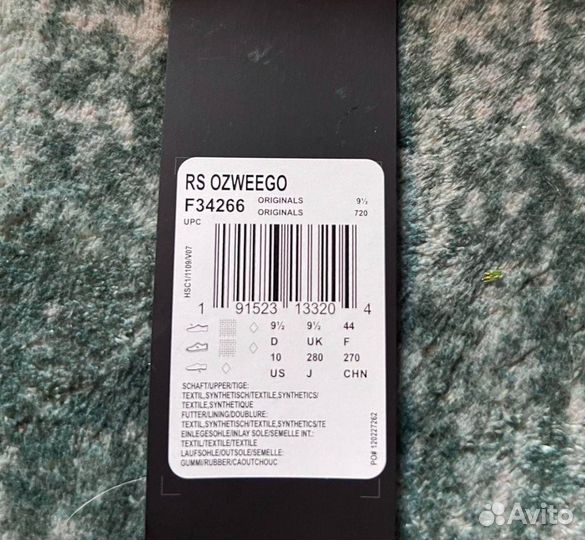 RS OZWEEGO
F34266 ORIGINALS 9½
ORIGINALS 720
UPC
HSC1/1109/V07
1 91523 13320 4
9½ 9½ 44
D UK F
10 280 270
US J CHN
SCHAFT/UPPER/TIGE:
TEXTIL,SYNTHETISCH/TEXTILE,SYNTHETICS/
TEXTILE,SYNTHETIQUE
FUTTER/LINING/DOUBLURE:
TEXTIL,SYNTHETISCH/TEXTILE,SYNTHETICS/TE
EINLEGESOHLE/INLAY SOLE/SEMELLE INT.:
TEXTIL/TEXTILE/TEXTILE
LAUFSOHLE/OUTSOLE/SEMELLE:
GUMMI/RUBBER/CAOUTCHOUC
PO# 120227262
Avito